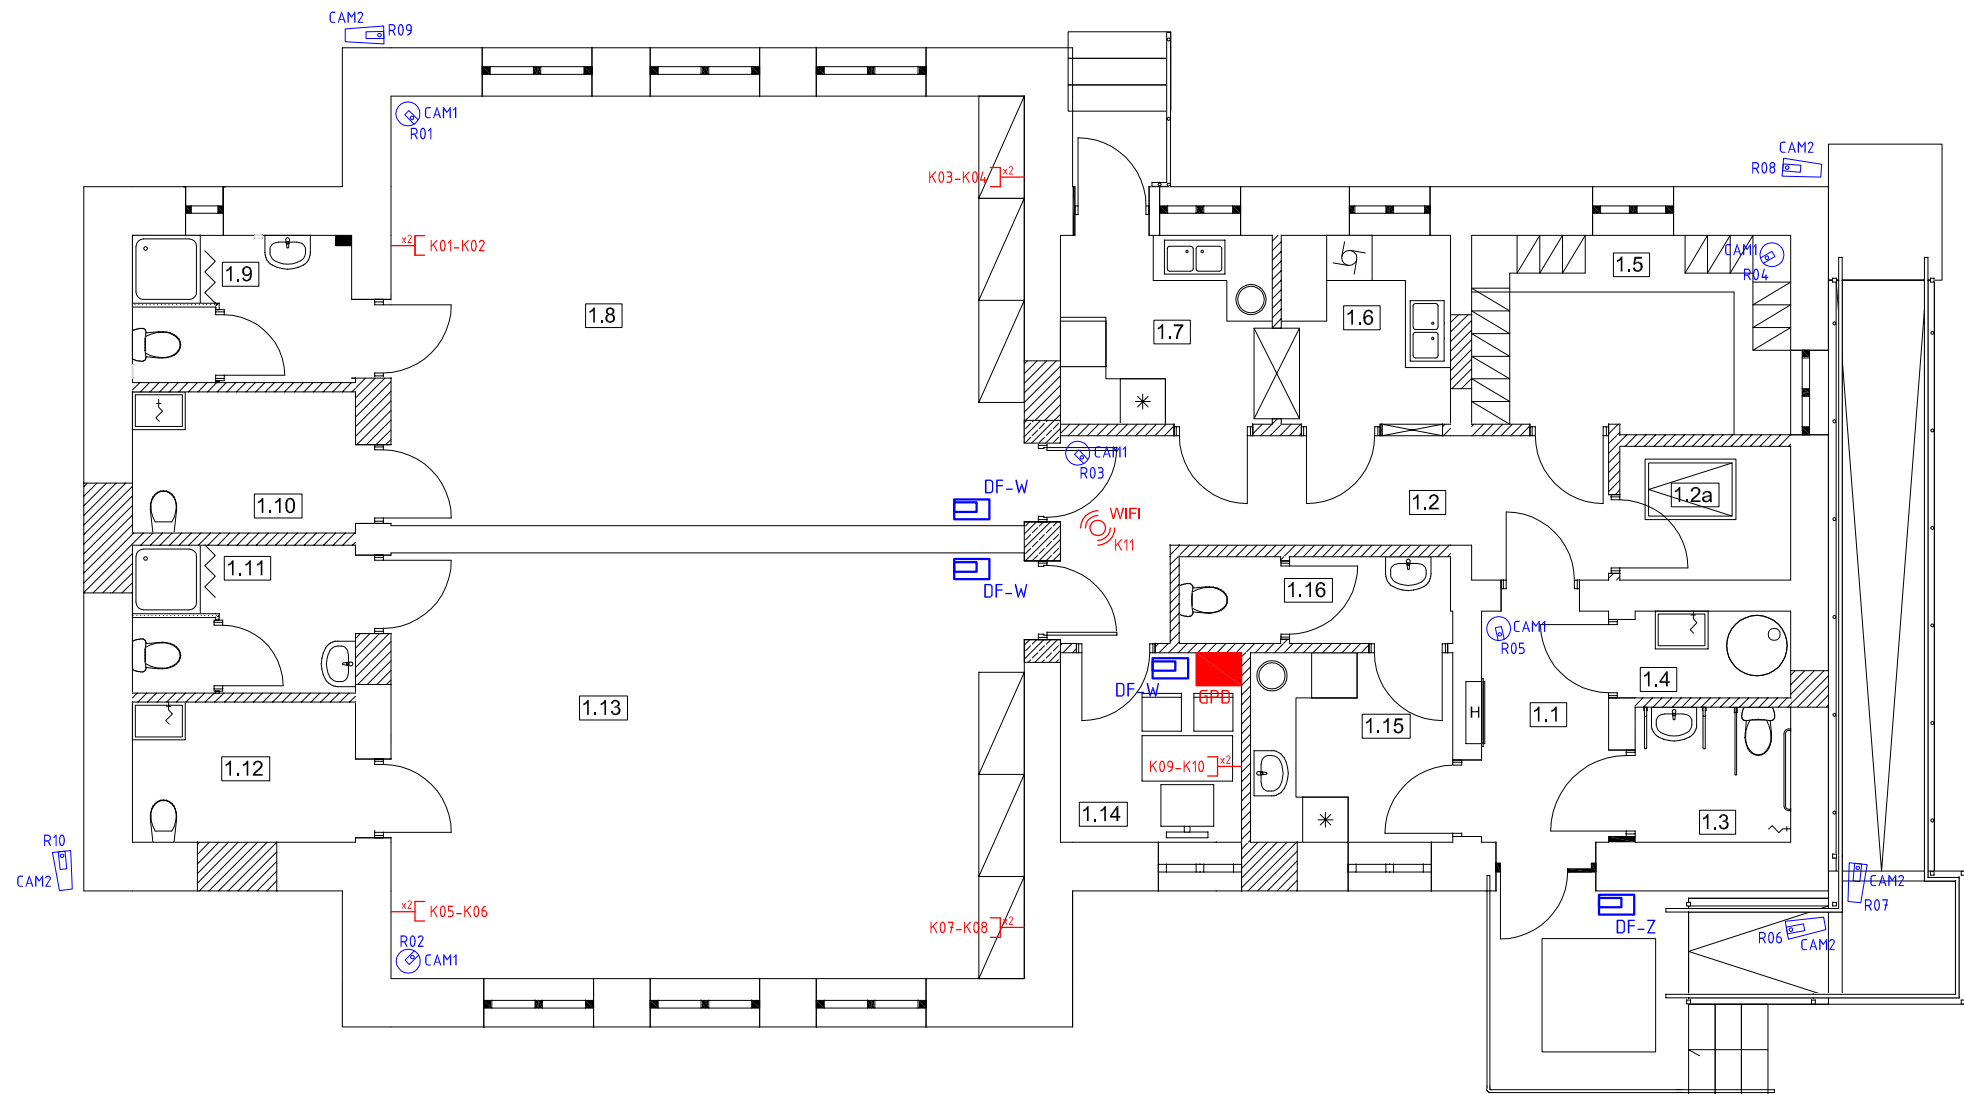 CAM2
R09
CAM1
R01
K03-K04
x2
CAM2
R08
x2
K01-K02
1.9
1.8
1.7
1.6
1.5
CAM1
R04
CAM1
R03
DF-W
1.10
1.2
1.2a
WIFI
K11
1.11
DF-W
1.16
CAM1
R05
1.4
DF-W
GPD
1.13
1.15
H
1.1
1.12
K09-K10
x2
1.14
1.3
R10
CAM2
CAM2
R07
x2
K05-K06
K07-K08
x2
DF-Z
R06
CAM2
R02
CAM1